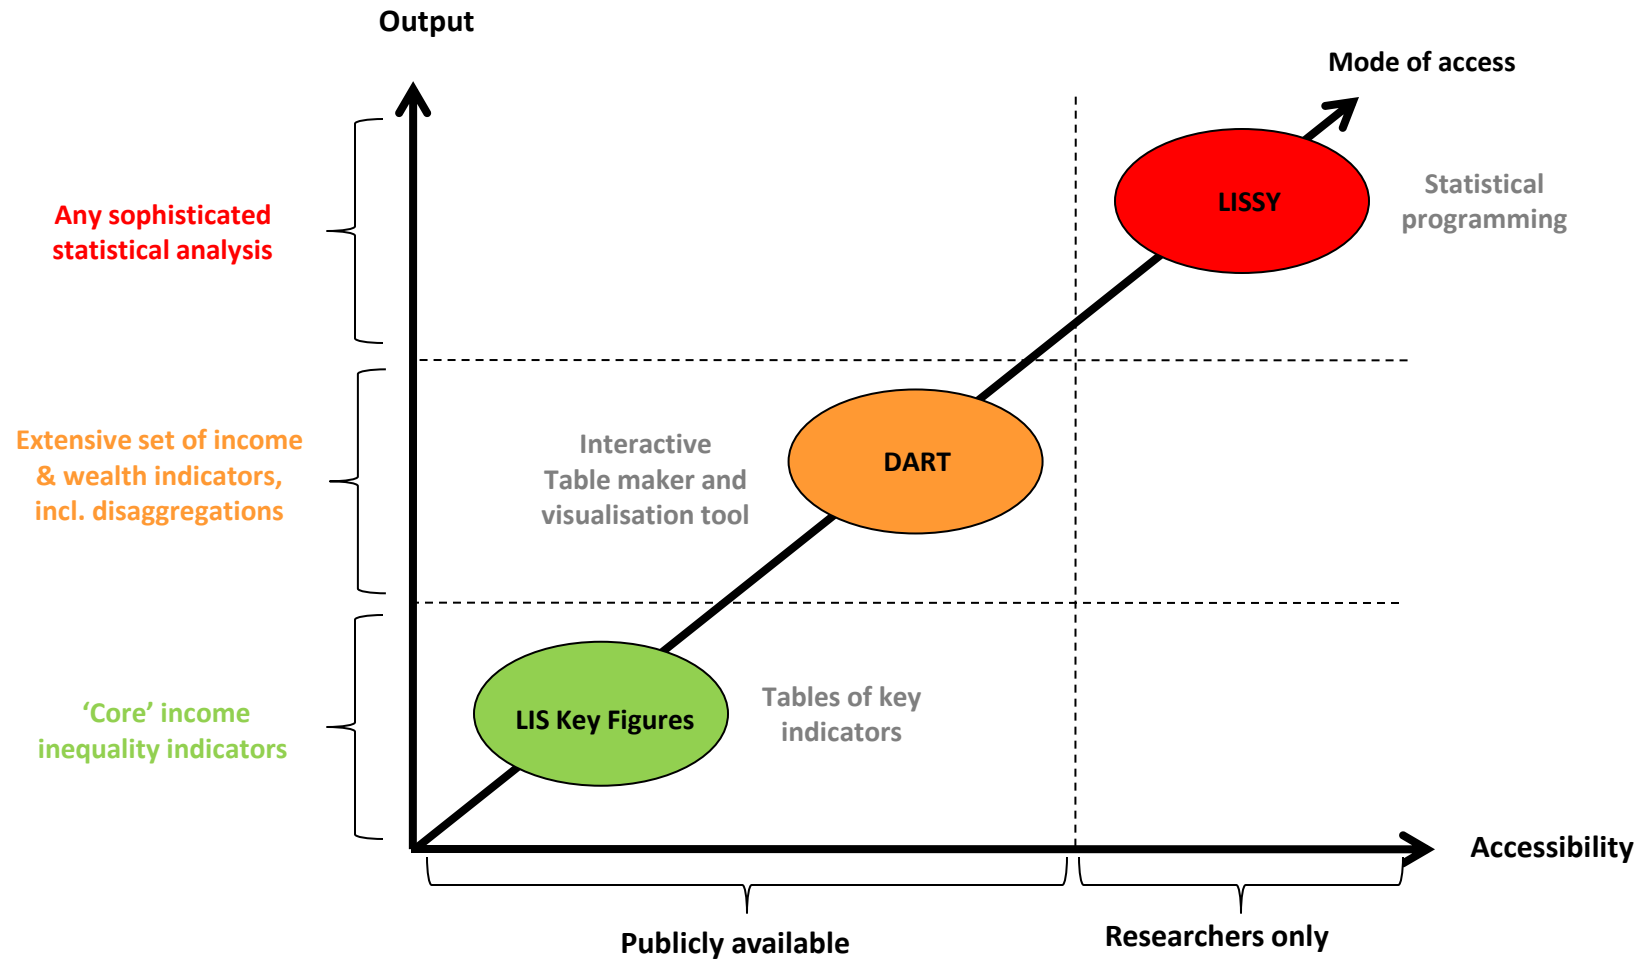 Output
Mode of access
Any sophisticated
statistical analysis
LISSY
Statistical
programming
Extensive set of income
& wealth indicators,
incl. disaggregations
Interactive
Table maker and
visualisation tool
DART
‘Core’ income
inequality indicators
LIS Key Figures
Tables of key
indicators
Accessibility
Publicly available
Researchers only